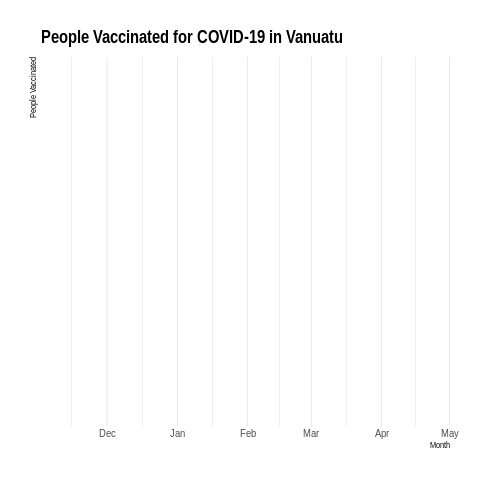 People Vaccinated for COVID-19 in Vanuatu
People Vaccinated
Dec Jan Feb Mar Apr May
Month